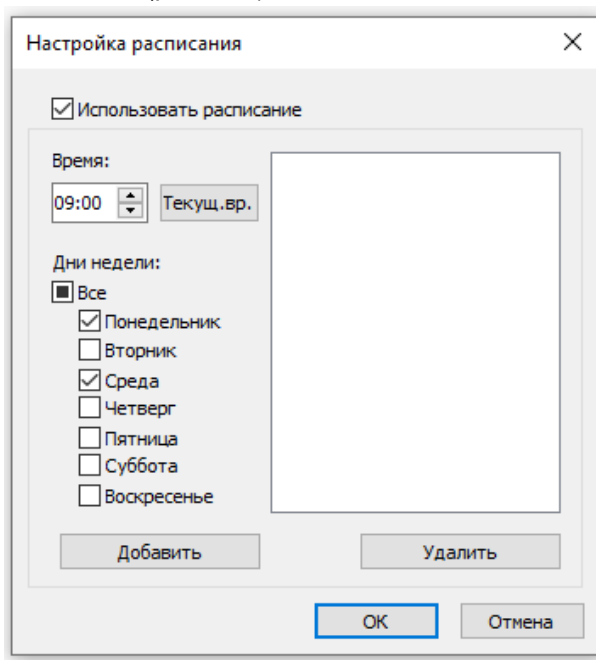 Настройка расписания
Использовать расписание
Время:
09:00
Текущ.вр.
Дни недели:
Все
Понедельник
Вторник
Среда
Четверг
Пятница
Суббота
Воскресенье
Добавить
Удалить
ОК
Отмена